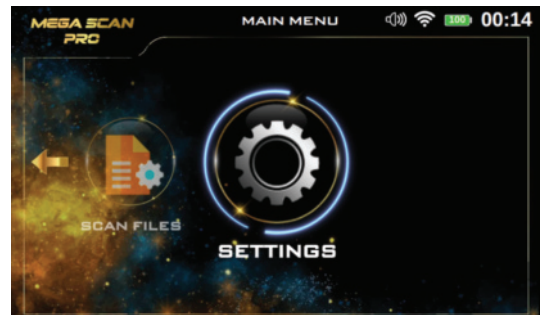 MEGA SCAN
PRO
MAIN MENU
100
00:14
SCAN FILES
SETTINGS